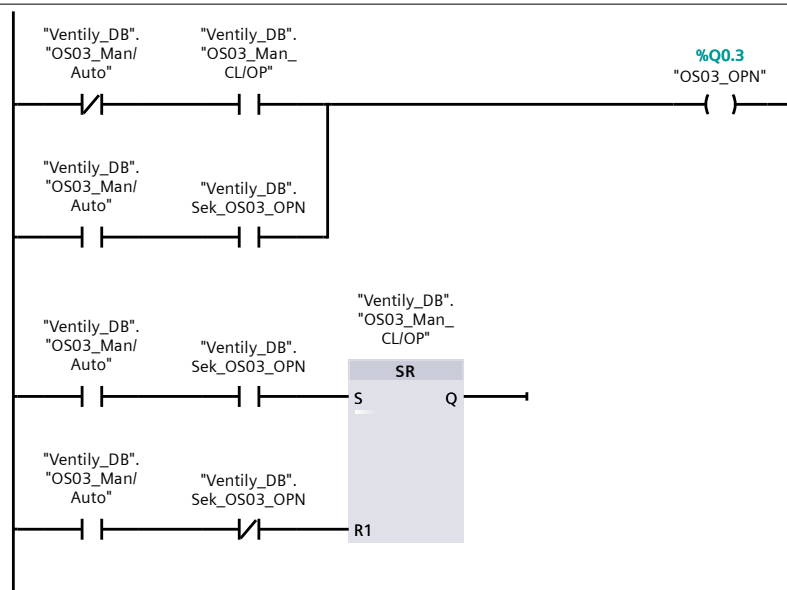 "Ventily_DB".
"OS03_Man/
Auto"
"Ventily_DB".
"OS03_Man_
CL/OP"
%Q0.3
"OS03_OPN"
"Ventily_DB".
"OS03_Man/
Auto"
"Ventily_DB".
Sek_OS03_OPN
"Ventily_DB".
"OS03_Man_
CL/OP"
"Ventily_DB".
"OS03_Man/
Auto"
"Ventily_DB".
Sek_OS03_OPN
SR
S
Q
"Ventily_DB".
"OS03_Man/
Auto"
"Ventily_DB".
Sek_OS03_OPN
R1